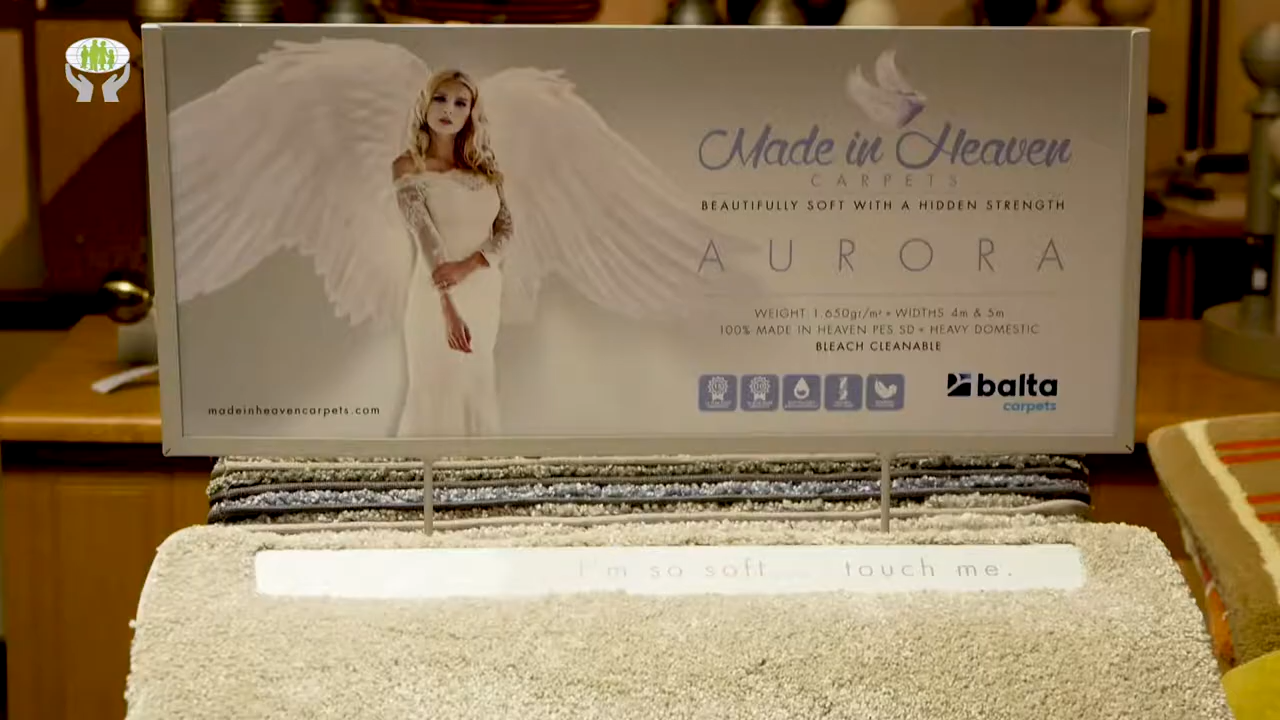 Made in Heaven
CARPETS
BEAUTIFULLY SOFT WITH A HIDDEN STRENGTH
AURORA
WEIGHT 1.650gr/m² • WIDTHS 4m & 5m
100% MADE IN HEAVEN PES SD • HEAVY DOMESTIC
BLEACH CLEANABLE
balta
carpets
madeinheavencarpets.com
I'm so soft touch me.